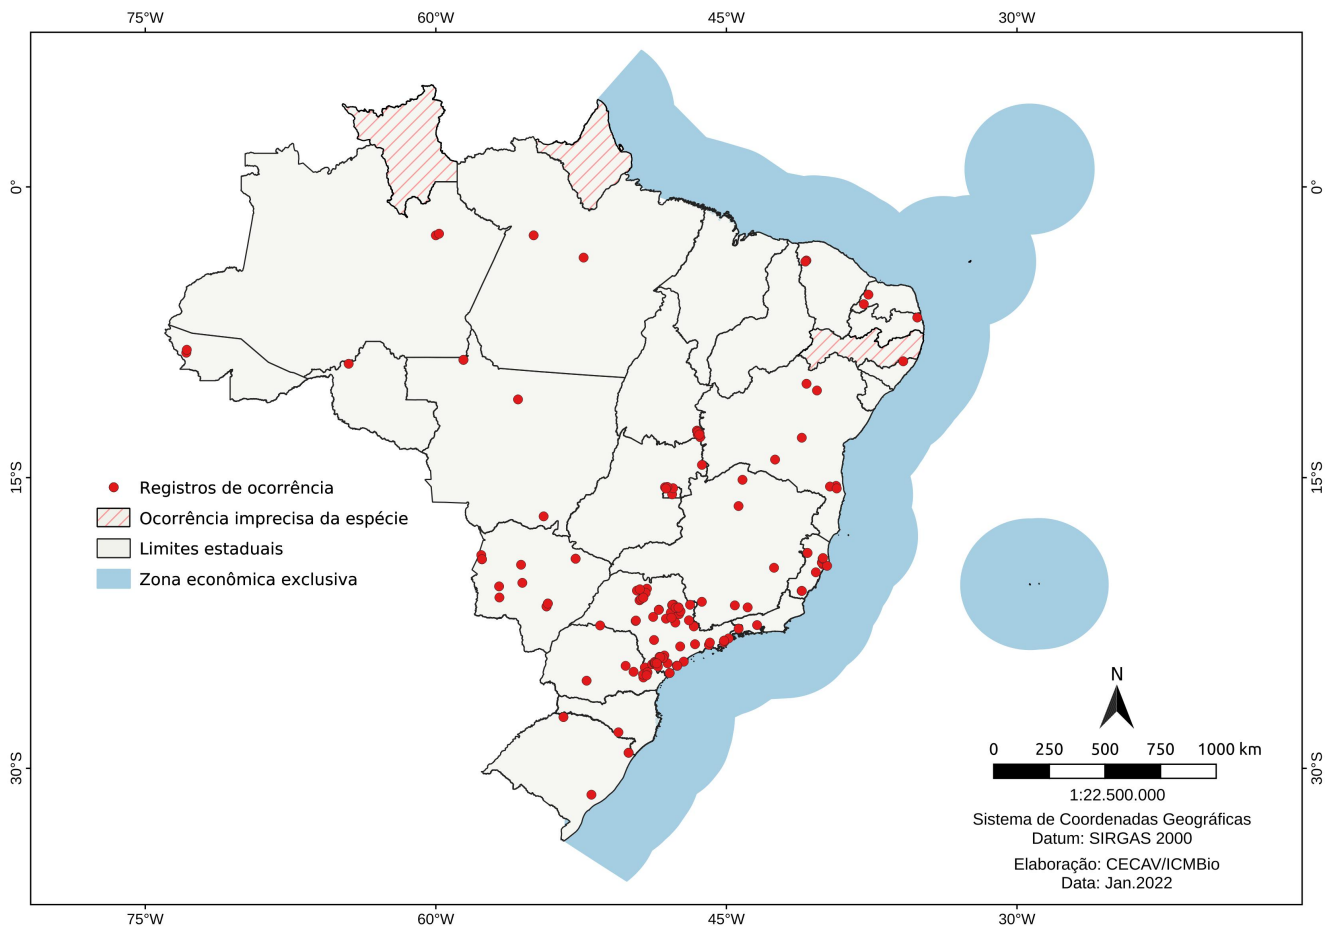 75°W 60°W 45°W 30°W
0° 0°
15°S 15°S
Registros de ocorrência
Ocorrência imprecisa da espécie
Limites estaduais
Zona econômica exclusiva
N
0 250 500 750 1000 km
30°S 30°S
1:22.500.000
Sistema de Coordenadas Geográficas
Datum: SIRGAS 2000
Elaboração: CECAV/ICMBio
Data: Jan.2022
75°W 60°W 45°W 30°W